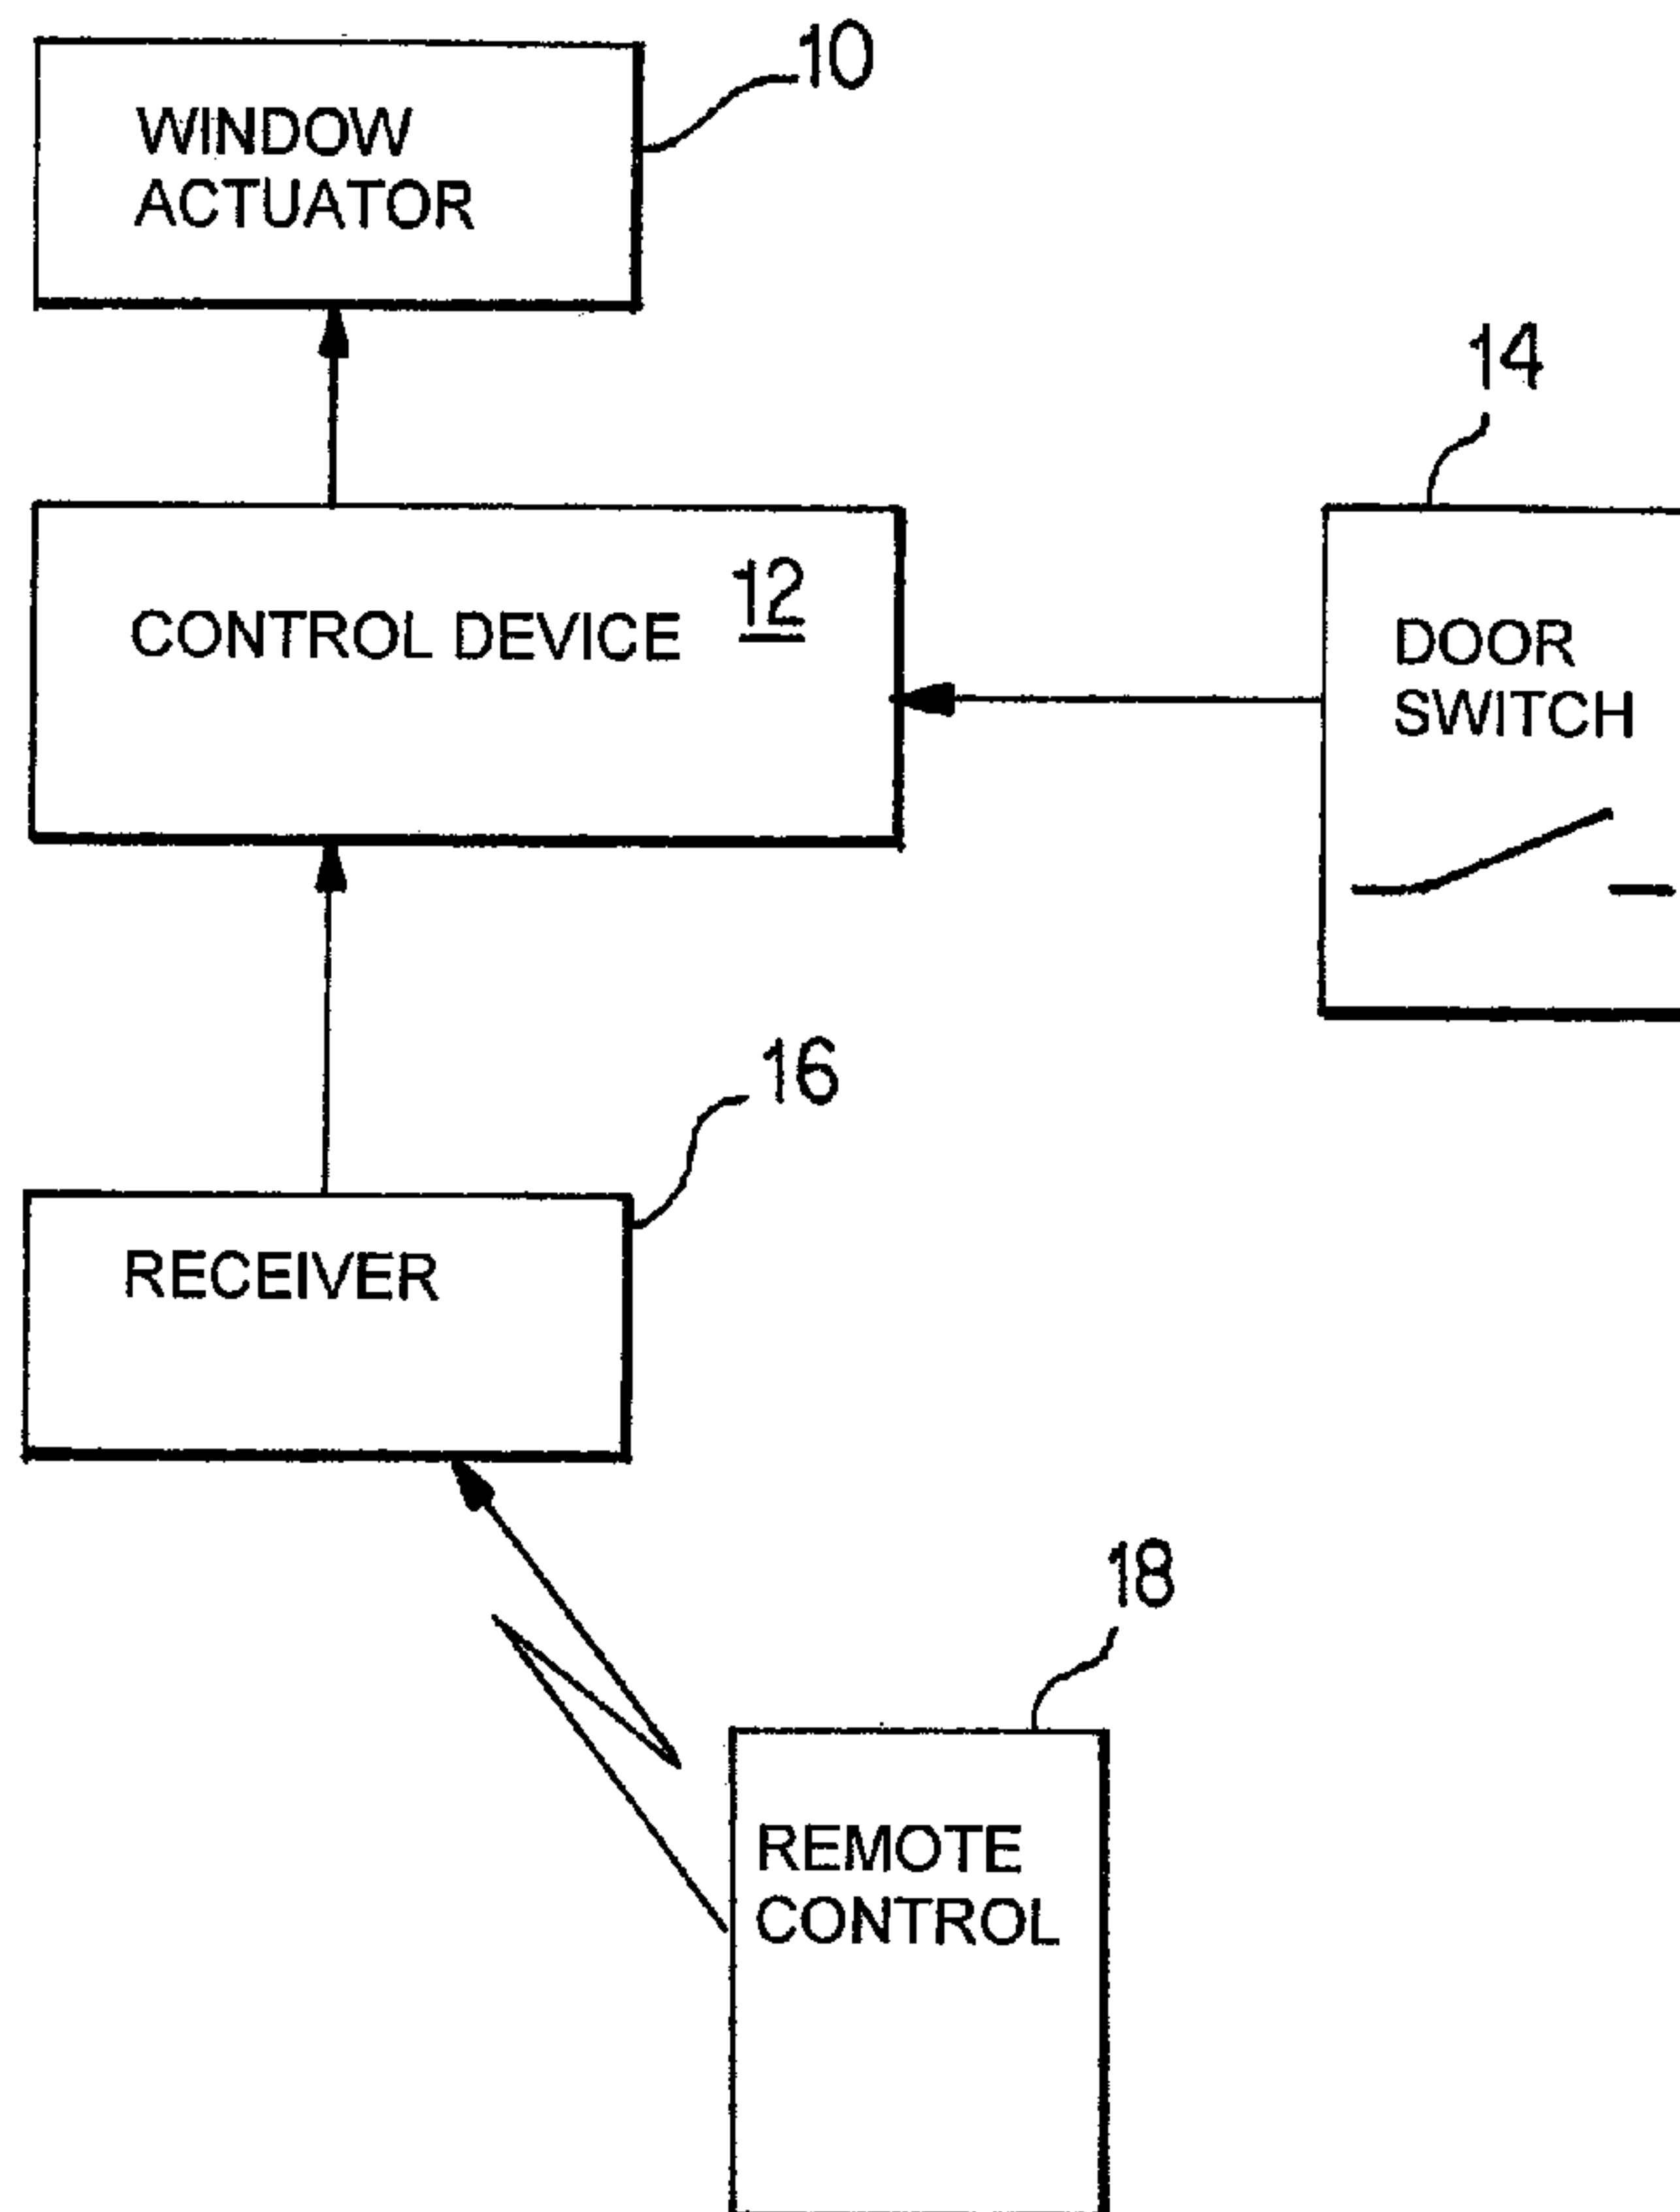 10
WINDOW
ACTUATOR
14
12
CONTROL DEVICE
DOOR
SWITCH
16
RECEIVER
18
REMOTE
CONTROL